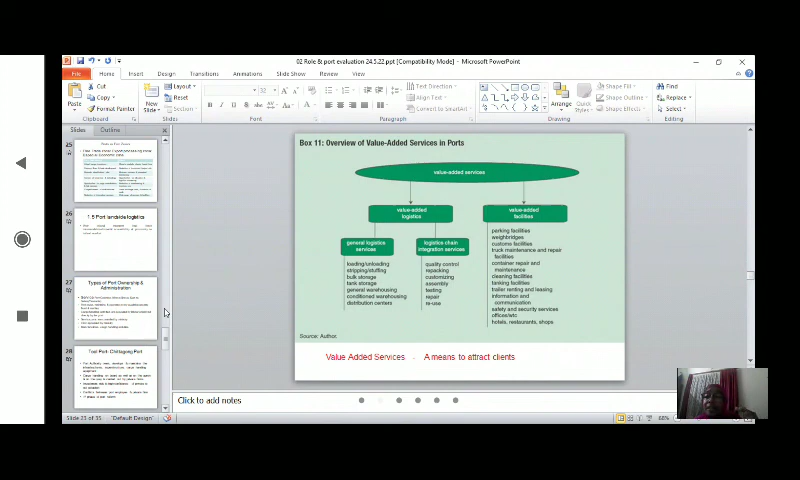 02 Role & port evaluation 24.5.22.ppt [Compatibility Mode] - Microsoft PowerPoint
File Home Insert Design Transitions Animations Slide Show Review View
Cut
Copy
Format Painter
Paste
Clipboard
New Slide
Layout
Reset
Section
Slides
Font
Text Direction
Align Text
Convert to SmartArt
Paragraph
Arrange
Quick Styles
Shape Fill
Shape Outline
Shape Effects
Drawing
Find
Replace
Select
Editing
Slides Outline
25
26
1.5 Port landside logistics
27
Types of Port Ownership & Administration
28
Tool Port- Chittagong Port
Box 11: Overview of Value-Added Services in Ports
value-added services
value-added logistics
value-added facilities
general logistics services
logistics chain integration services
loading/unloading
stripping/stuffing
bulk storage
tank storage
general warehousing
conditioned warehousing
distribution centers
quality control
repacking
customizing
assembly
testing
repair
re-use
parking facilities
weighbridges
customs facilities
truck maintenance and repair facilities
container repair and maintenance
cleaning facilities
tanking facilities
trailer renting and leasing
information and communication
safety and security services
offices/etc
hotels, restaurants, shops
Source: Author.
Value Added Services - A means to attract clients
Click to add notes
Slide 21 of 35 "Default Design"
68%